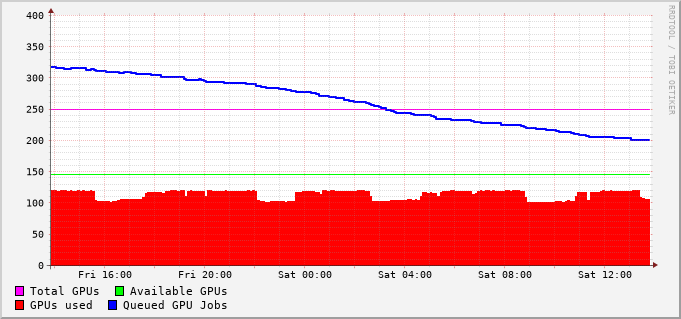 400
350
300
250
200
150
100
50
0
Fri 16:00 Fri 20:00 Sat 00:00 Sat 04:00 Sat 08:00 Sat 12:00
Total GPUs Available GPUs
GPUs used Queued GPU Jobs
RRDTOOL / TOBI OETIKER